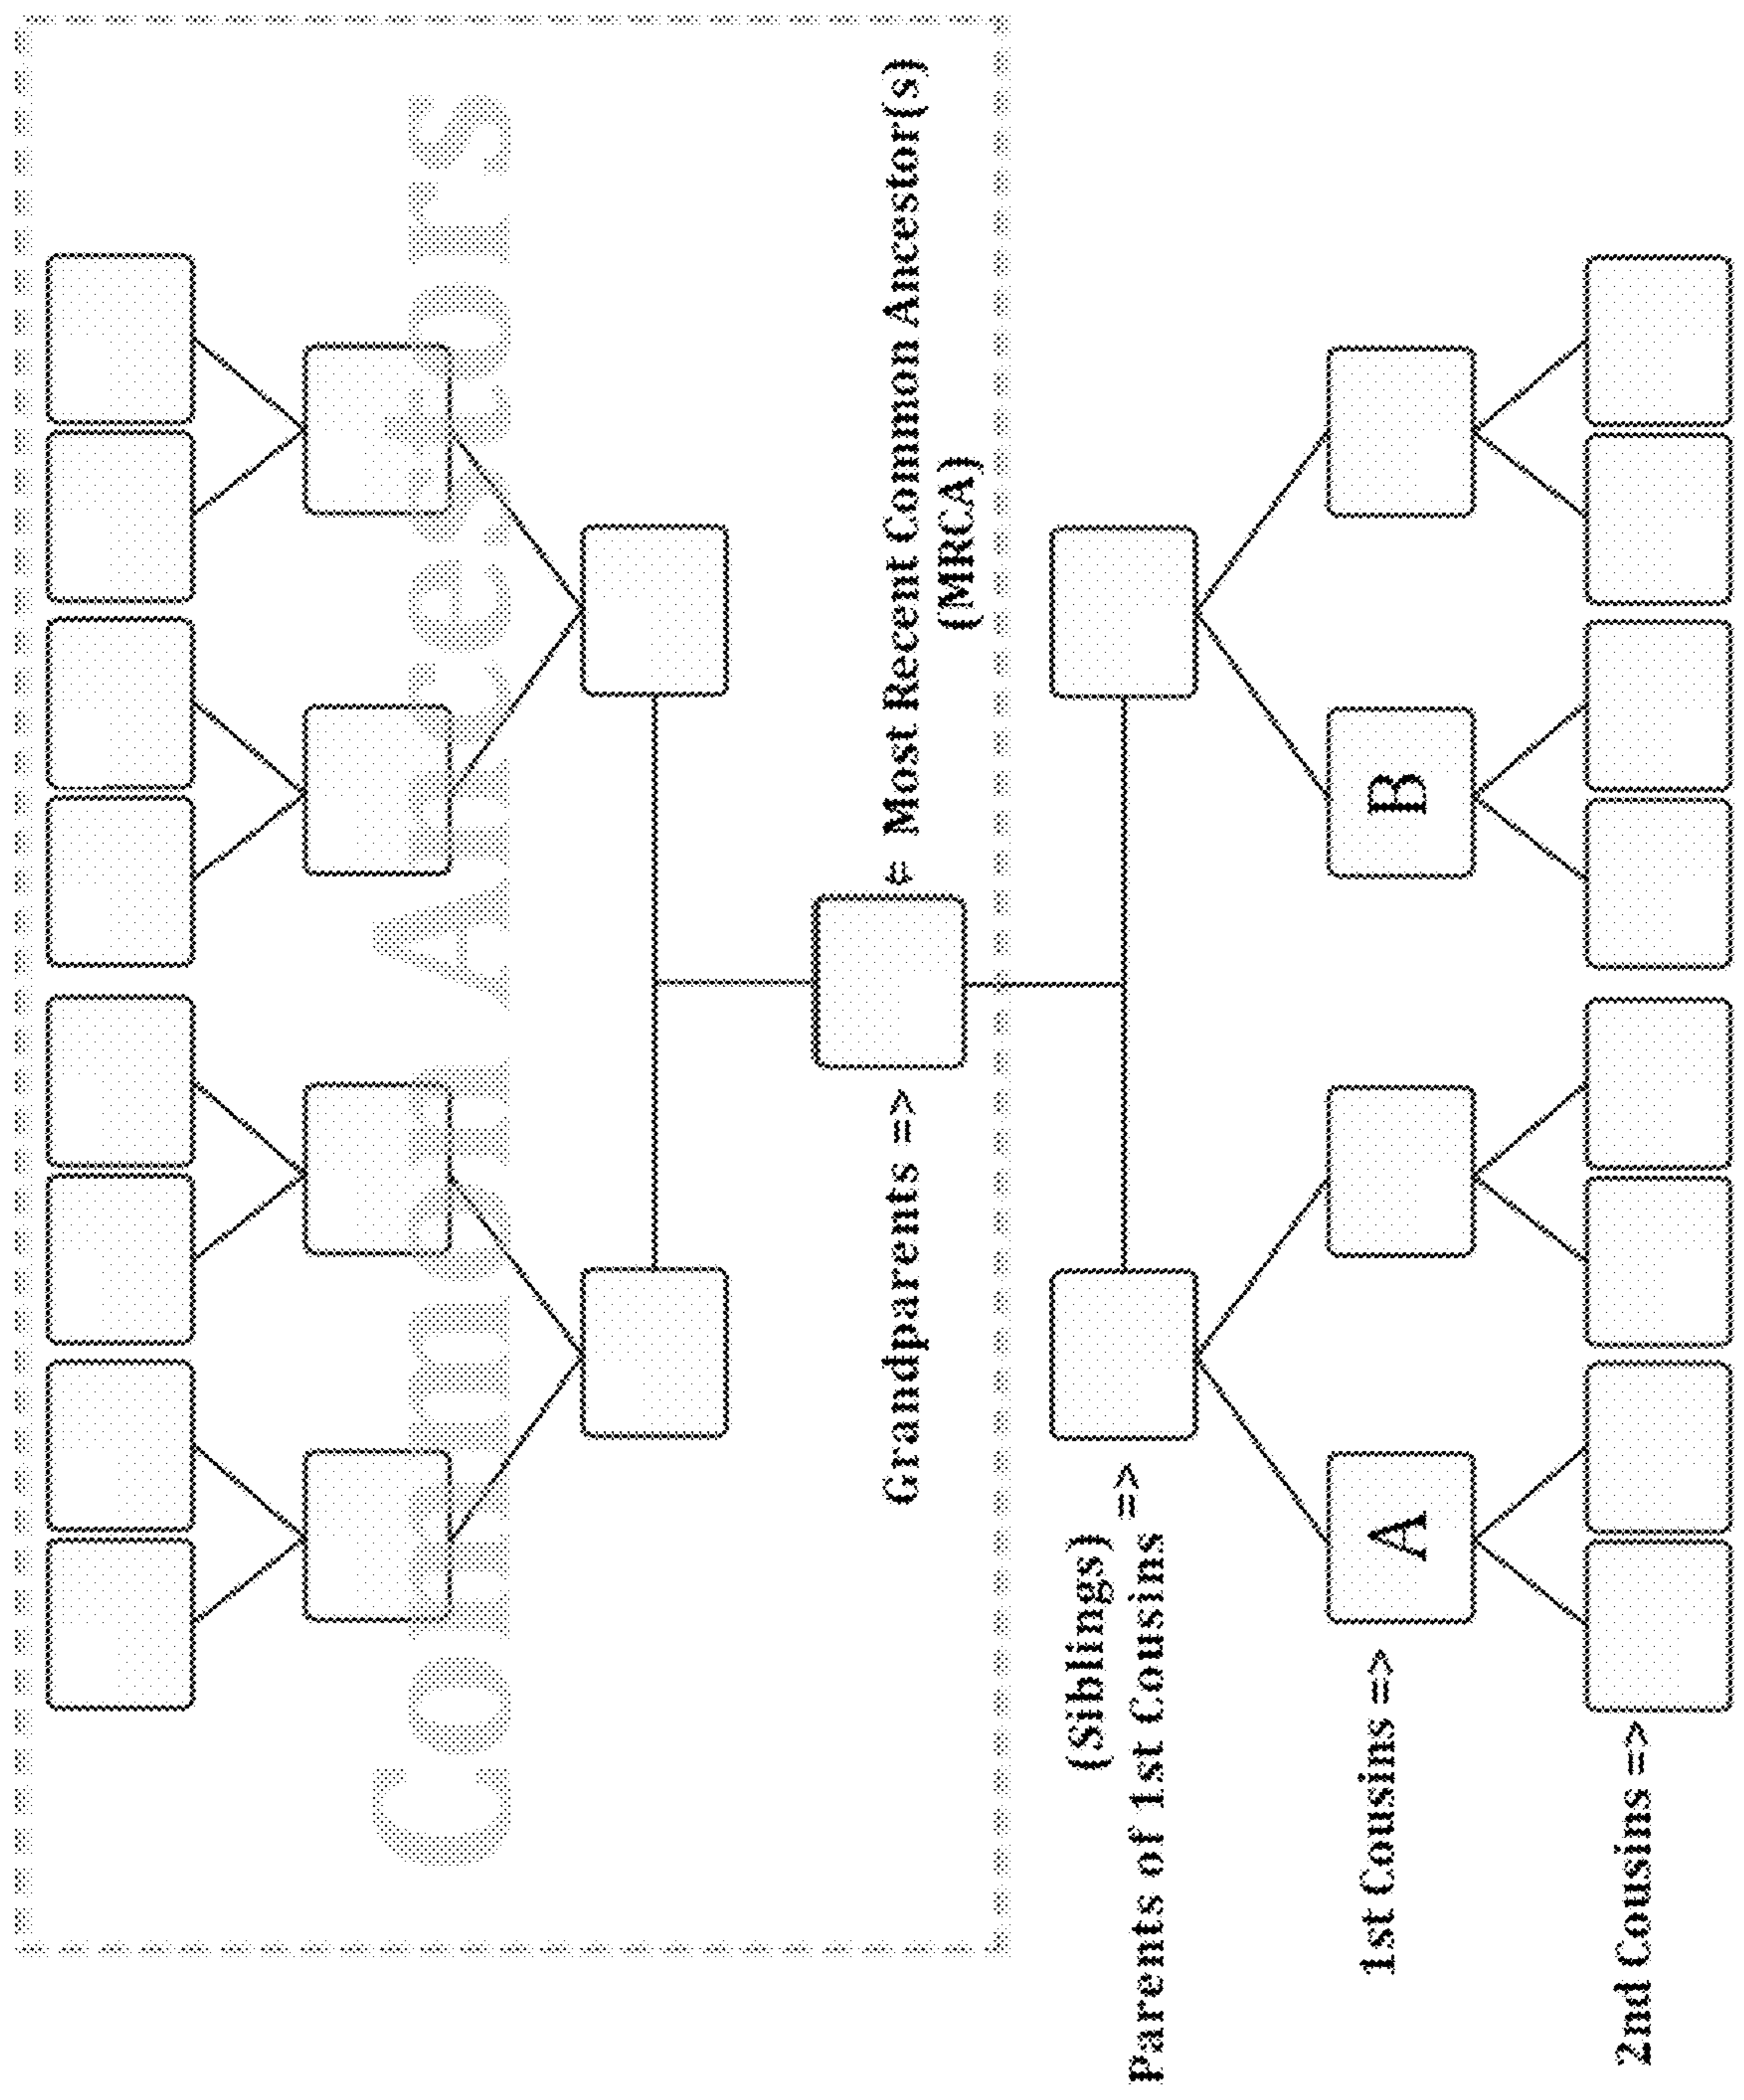 Common Ancestors
Grandparents =>
⇐ Most Recent Common Ancestor(s)
(MRCA)
(Siblings)
Parents of 1st Cousins =>
1st Cousins =>
A
B
2nd Cousins =>